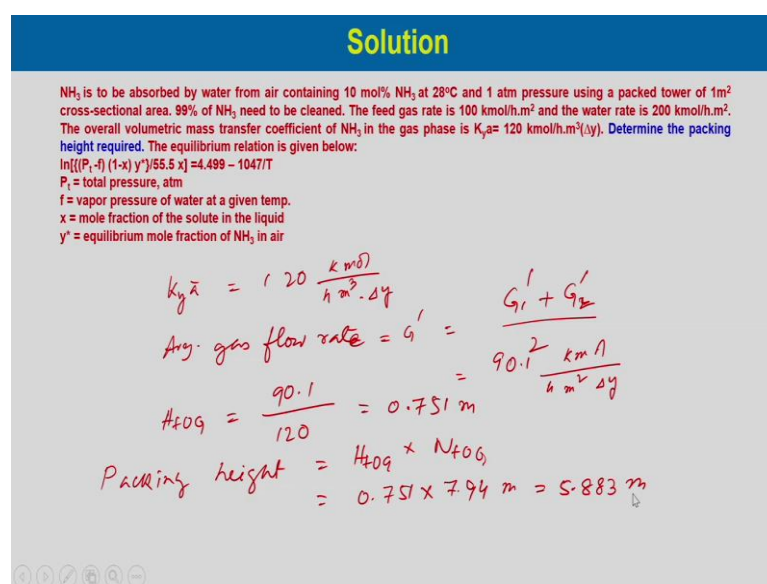 Solution
NH₃ is to be absorbed by water from air containing 10 mol% NH₃ at 28ºC and 1 atm pressure using a packed tower of 1m²
cross-sectional area. 99% of NH₃ need to be cleaned. The feed gas rate is 100 kmol/h.m² and the water rate is 200 kmol/h.m².
The overall volumetric mass transfer coefficient of NH₃ in the gas phase is Kya= 120 kmol/h.m³(Δy). Determine the packing
height required. The equilibrium relation is given below:
ln[{(Pt -f) (1-x) y*}/55.5 x] =4.499 – 1047/T
Pt = total pressure, atm
f = vapor pressure of water at a given temp.
x = mole fraction of the solute in the liquid
y* = equilibrium mole fraction of NH₃ in air
Kyā = 120 kmol / h m³.Δy
Avg. gas flow rate = G' = (G₁' + G₂') / 2
= 90.1 kmol / h m² Δy
HtOG = 90.1 / 120 = 0.751 m
Packing height = HtOG × NtOG
= 0.751 × 7.94 m = 5.883 m